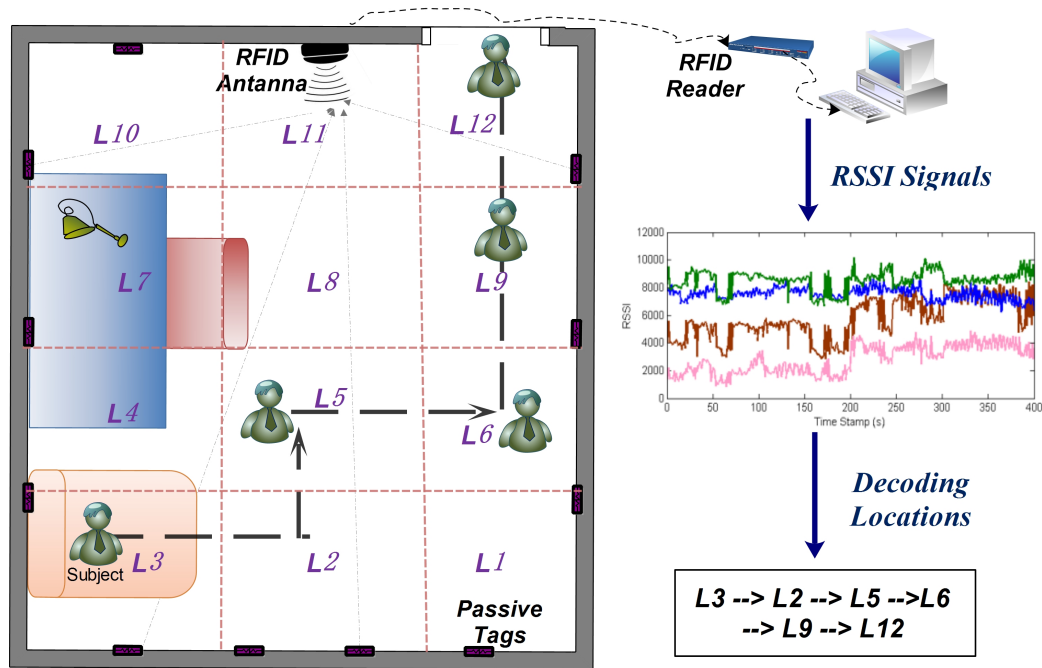 RFID
Antanna
RFID
Reader
L10
L11
L12
RSSI Signals
L7
L8
L9
12000
10000
8000
6000
4000
2000
0
RSSI
0
50
100
150
200
250
300
350
400
Time Stamp (s)
L4
L5
L6
Decoding
Locations
L3
L2
L1
Subject
Passive
Tags
L3 --> L2 --> L5 -->L6
--> L9 --> L12